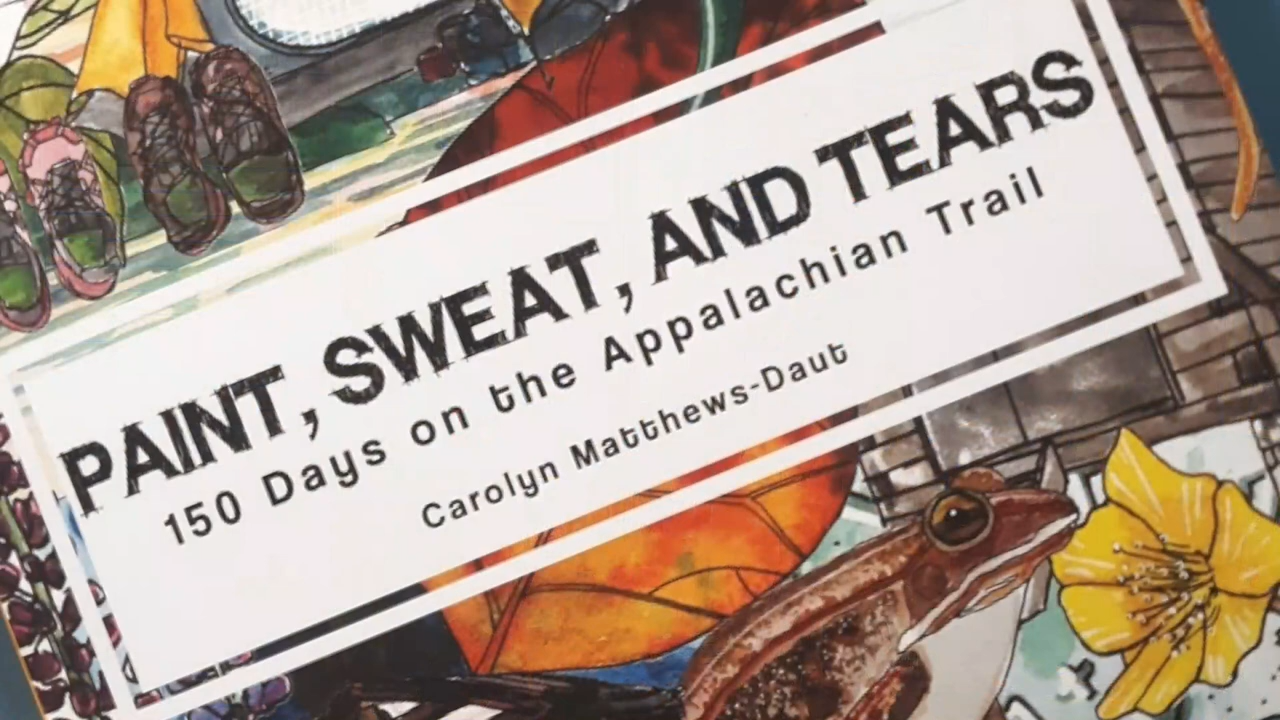 PAINT, SWEAT, AND TEARS
150 Days on the Appalachian Trail
Carolyn Matthews-Daut